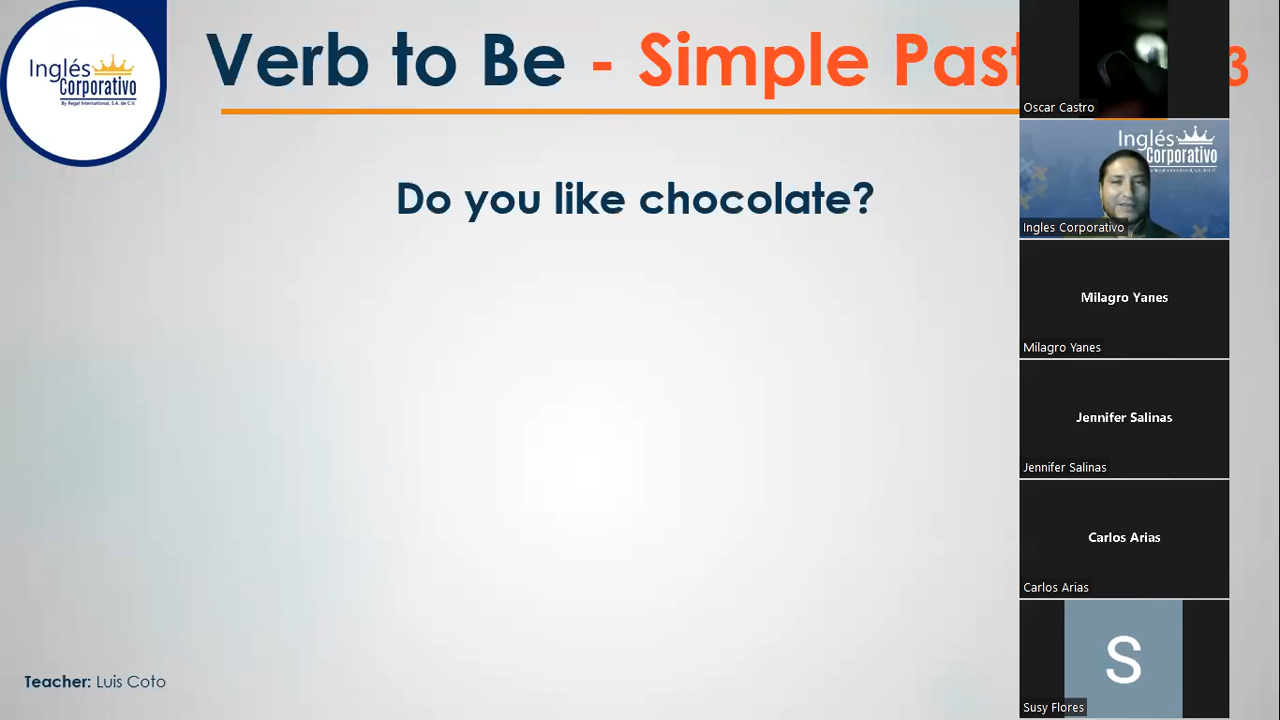 Inglés
Corporativo
By Regal International, S.A. de C.V.
Verb to Be - Simple Past
3
Do you like chocolate?
Teacher: Luis Coto
Oscar Castro
Inglés
Corporativo
Ingles Corporativo
Milagro Yanes
Milagro Yanes
Jennifer Salinas
Jennifer Salinas
Carlos Arias
Carlos Arias
S
Susy Flores